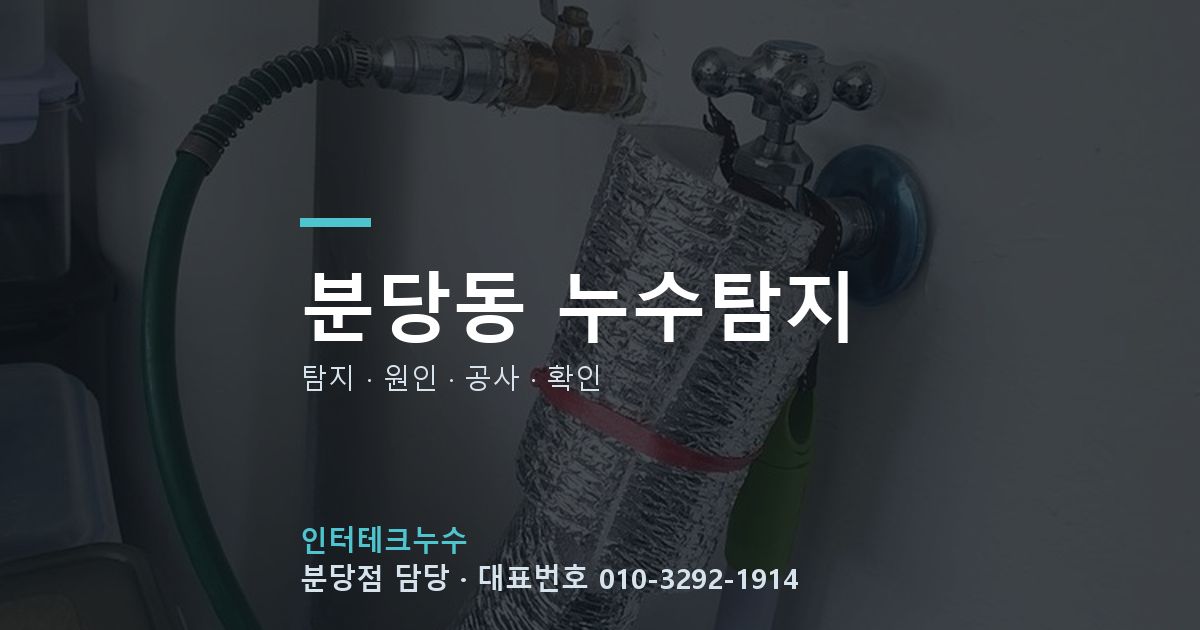 분당동 누수탐지
탐지 · 원인 · 공사 · 확인
인터테크누수
분당점 담당 · 대표번호 010-3292-1914